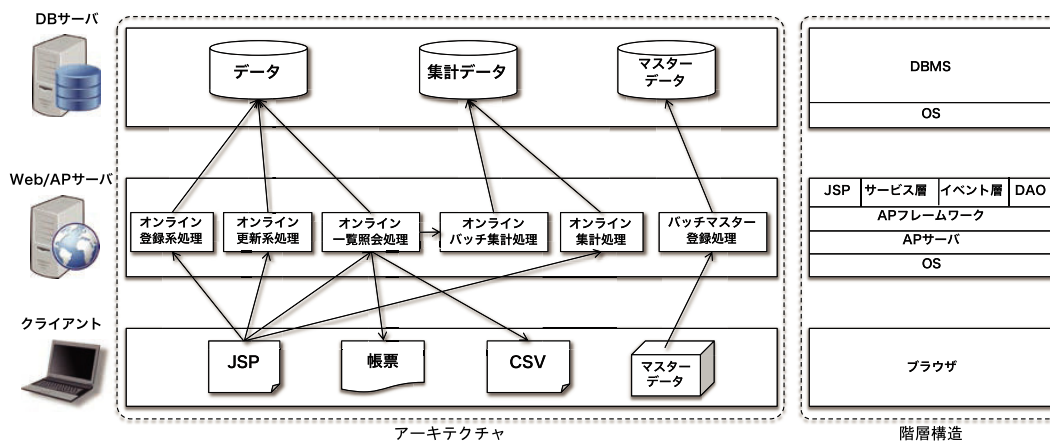 DBサーバ
データ
集計データ
マスター
データ
DBMS
OS
Web/APサーバ
オンライン
登録系処理
オンライン
更新系処理
オンライン
一覧照会処理
オンライン
バッチ集計処理
オンライン
集計処理
バッチマスター
登録処理
JSP サービス層 イベント層 DAO
APフレームワーク
APサーバ
OS
クライアント
JSP
帳票
CSV
マスター
データ
ブラウザ
アーキテクチャ
階層構造